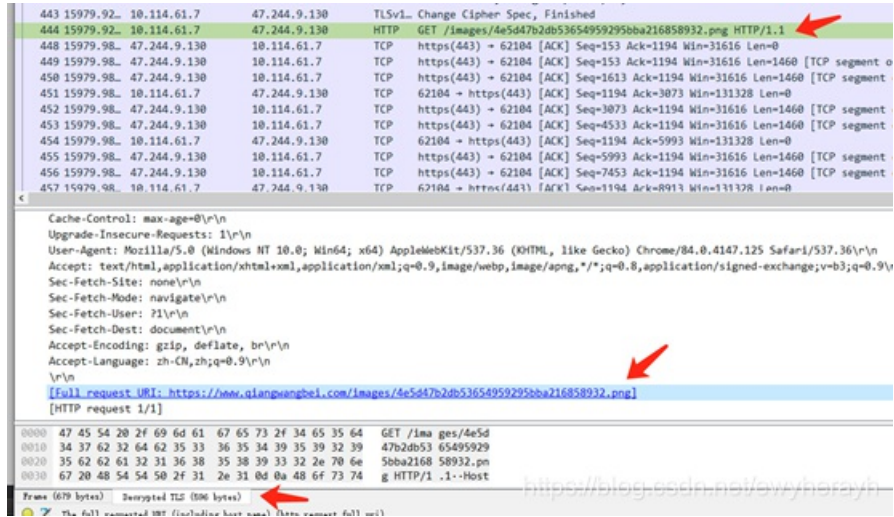 443 15979.92… 10.114.61.7 47.244.9.130 TLSv1… Change Cipher Spec, Finished
444 15979.92… 10.114.61.7 47.244.9.130 HTTP GET /images/4e5d47b2db53654959295bba216858932.png HTTP/1.1
448 15979.98… 47.244.9.130 10.114.61.7 TCP https(443) → 62104 [ACK] Seq=153 Ack=1194 Win=31616 Len=0
449 15979.98… 47.244.9.130 10.114.61.7 TCP https(443) → 62104 [ACK] Seq=153 Ack=1194 Win=31616 Len=1460 [TCP segment o
450 15979.98… 47.244.9.130 10.114.61.7 TCP https(443) → 62104 [ACK] Seq=1613 Ack=1194 Win=31616 Len=1460 [TCP segment
451 15979.98… 10.114.61.7 47.244.9.130 TCP 62104 → https(443) [ACK] Seq=1194 Ack=3073 Win=131328 Len=0
452 15979.98… 47.244.9.130 10.114.61.7 TCP https(443) → 62104 [ACK] Seq=3073 Ack=1194 Win=31616 Len=1460 [TCP segment
453 15979.98… 47.244.9.130 10.114.61.7 TCP https(443) → 62104 [ACK] Seq=4533 Ack=1194 Win=31616 Len=1460 [TCP segment
454 15979.98… 10.114.61.7 47.244.9.130 TCP 62104 → https(443) [ACK] Seq=1194 Ack=5993 Win=131328 Len=0
455 15979.98… 47.244.9.130 10.114.61.7 TCP https(443) → 62104 [ACK] Seq=5993 Ack=1194 Win=31616 Len=1460 [TCP segment
456 15979.98… 47.244.9.130 10.114.61.7 TCP https(443) → 62104 [ACK] Seq=7453 Ack=1194 Win=31616 Len=1460 [TCP segment
457 15979.98… 10.114.61.7 47.244.9.130 TCP 62104 → https(443) [ACK] Seq=1194 Ack=8913 Win=131328 Len=0
Cache-Control: max-age=0\r\n
Upgrade-Insecure-Requests: 1\r\n
User-Agent: Mozilla/5.0 (Windows NT 10.0; Win64; x64) AppleWebKit/537.36 (KHTML, like Gecko) Chrome/84.0.4147.125 Safari/537.36\r\n
Accept: text/html,application/xhtml+xml,application/xml;q=0.9,image/webp,image/apng,*/*;q=0.8,application/signed-exchange;v=b3;q=0.9\r
Sec-Fetch-Site: none\r\n
Sec-Fetch-Mode: navigate\r\n
Sec-Fetch-User: ?1\r\n
Sec-Fetch-Dest: document\r\n
Accept-Encoding: gzip, deflate, br\r\n
Accept-Language: zh-CN,zh;q=0.9\r\n
\r\n
[Full request URI: https://www.qiangwangbei.com/images/4e5d47b2db53654959295bba216858932.png]
[HTTP request 1/1]
0000 47 45 54 20 2f 69 6d 61 67 65 73 2f 34 65 35 64 GET /ima ges/4e5d
0010 34 37 62 32 64 62 35 33 36 35 34 39 35 39 32 39 47b2db53 65495929
0020 35 62 62 61 32 31 36 38 35 38 39 33 32 2e 70 6e 5bba2168 58932.pn
0030 67 20 48 54 54 50 2f 31 2e 31 0d 0a 48 6f 73 74 g HTTP/1 .1··Host
Frame (679 bytes) Decrypted TLS (596 bytes)
The full requested URI (including host name) (http.request.full_uri)